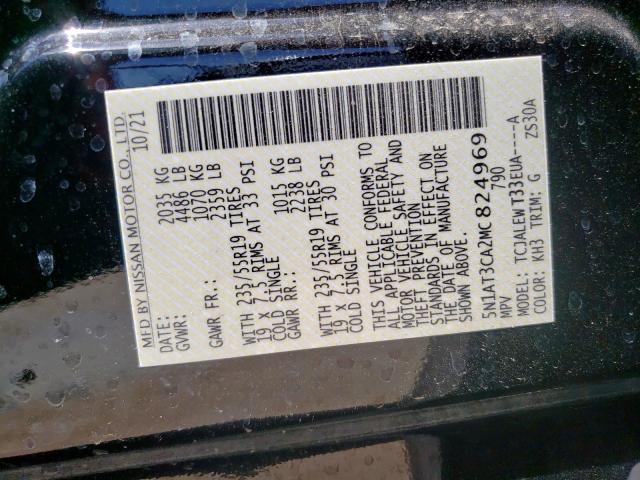 MFD BY NISSAN MOTOR CO., LTD.
DATE: 10/21
GVWR: 2035 KG
4486 LB
GAWR FR.: 1070 KG
2359 LB
WITH 235/55R19 TIRES
19 X 7.5 RIMS AT 33 PSI
COLD SINGLE
GAWR RR.: 1015 KG
2238 LB
WITH 235/55R19 TIRES
19 X 7.5 RIMS AT 30 PSI
COLD SINGLE
THIS VEHICLE CONFORMS TO
ALL APPLICABLE FEDERAL
MOTOR VEHICLE SAFETY AND
THEFT PREVENTION
STANDARDS IN EFFECT ON
THE DATE OF MANUFACTURE
SHOWN ABOVE.
5N1AT3CA2MC824969
MPV 790
MODEL: TCJALEWT33EUA----A
COLOR: KH3 TRIM: G ZS30A